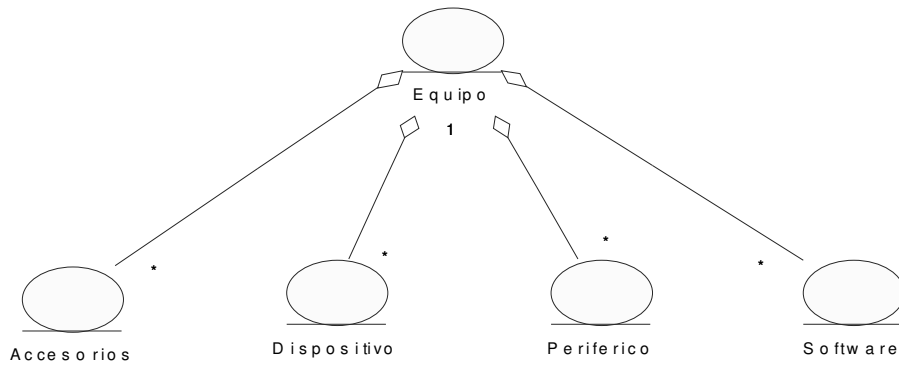 Equipo
1
*
*
*
*
Accesorios
Dispositivo
Periferico
Software